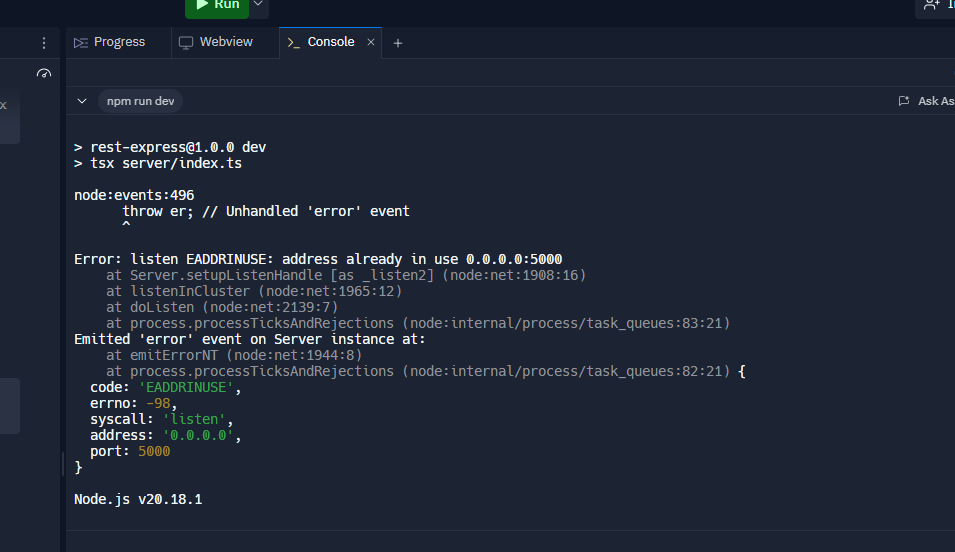 Run
Progress
Webview
Console
npm run dev
Ask As
x
> rest-express@1.0.0 dev
> tsx server/index.ts
node:events:496
throw er; // Unhandled 'error' event
^
Error: listen EADDRINUSE: address already in use 0.0.0.0:5000
at Server.setupListenHandle [as _listen2] (node:net:1908:16)
at listenInCluster (node:net:1965:12)
at doListen (node:net:2139:7)
at process.processTicksAndRejections (node:internal/process/task_queues:83:21)
Emitted 'error' event on Server instance at:
at emitErrorNT (node:net:1944:8)
at process.processTicksAndRejections (node:internal/process/task_queues:82:21) {
code: 'EADDRINUSE',
errno: -98,
syscall: 'listen',
address: '0.0.0.0',
port: 5000
}
Node.js v20.18.1